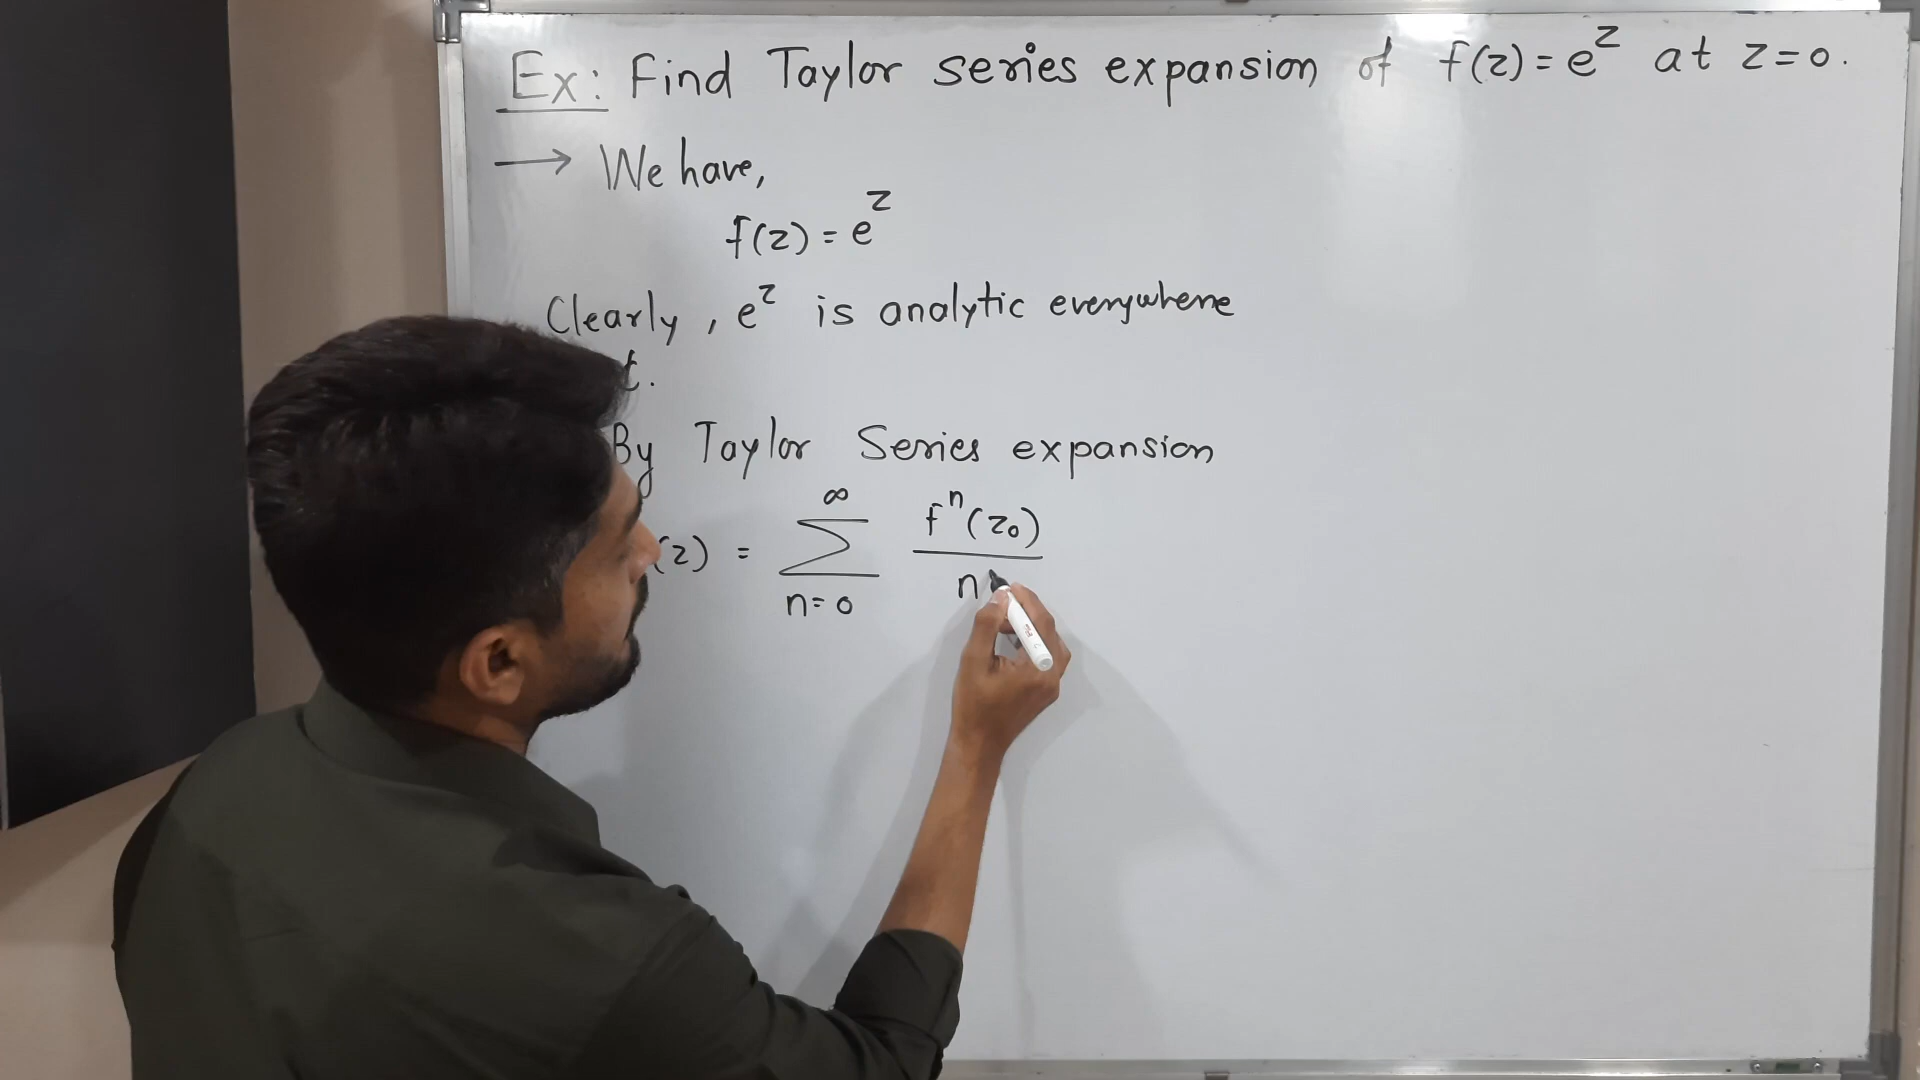 Ex: Find Taylor series expansion of f(z) = e^z at z=0.
→ We have,
f(z) = e^z
Clearly, e^z is analytic everywhere
t.
By Taylor Series expansion
(z) = ∑_{n=0}^{∞} f^n(z₀) / n